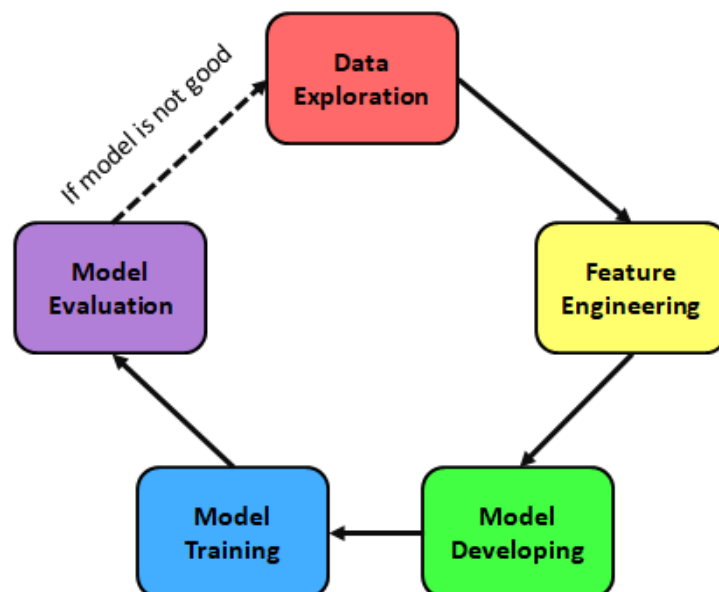 Data
Exploration
If model is not good
Feature
Engineering
Model
Developing
Model
Training
Model
Evaluation